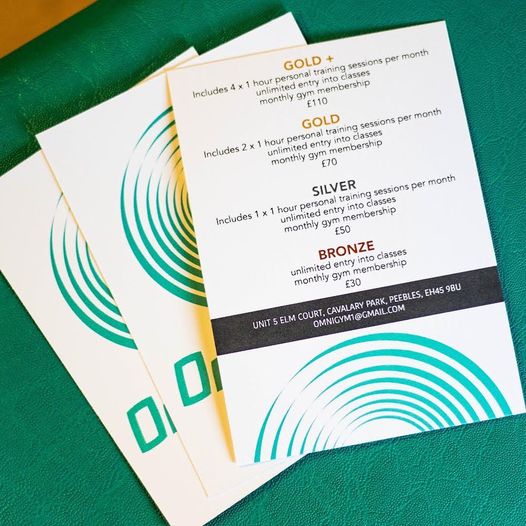 GOLD +
Includes 4 x 1 hour personal training sessions per month
unlimited entry into classes
monthly gym membership
£110
GOLD
Includes 2 x 1 hour personal training sessions per month
unlimited entry into classes
monthly gym membership
£70
SILVER
Includes 1 x 1 hour personal training sessions per month
unlimited entry into classes
monthly gym membership
£50
BRONZE
unlimited entry into classes
monthly gym membership
£30
UNIT 5 ELM COURT, CAVALARY PARK, PEEBLES, EH45 9BU
OMNIGYM1@GMAIL.COM